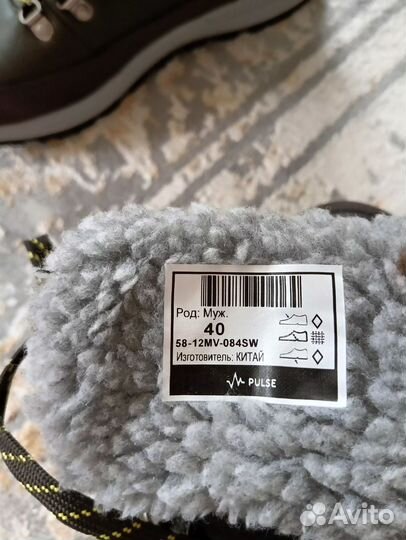 Род: Муж.
40
58-12MV-084SW
Изготовитель: КИТАЙ
PULSE
Avito